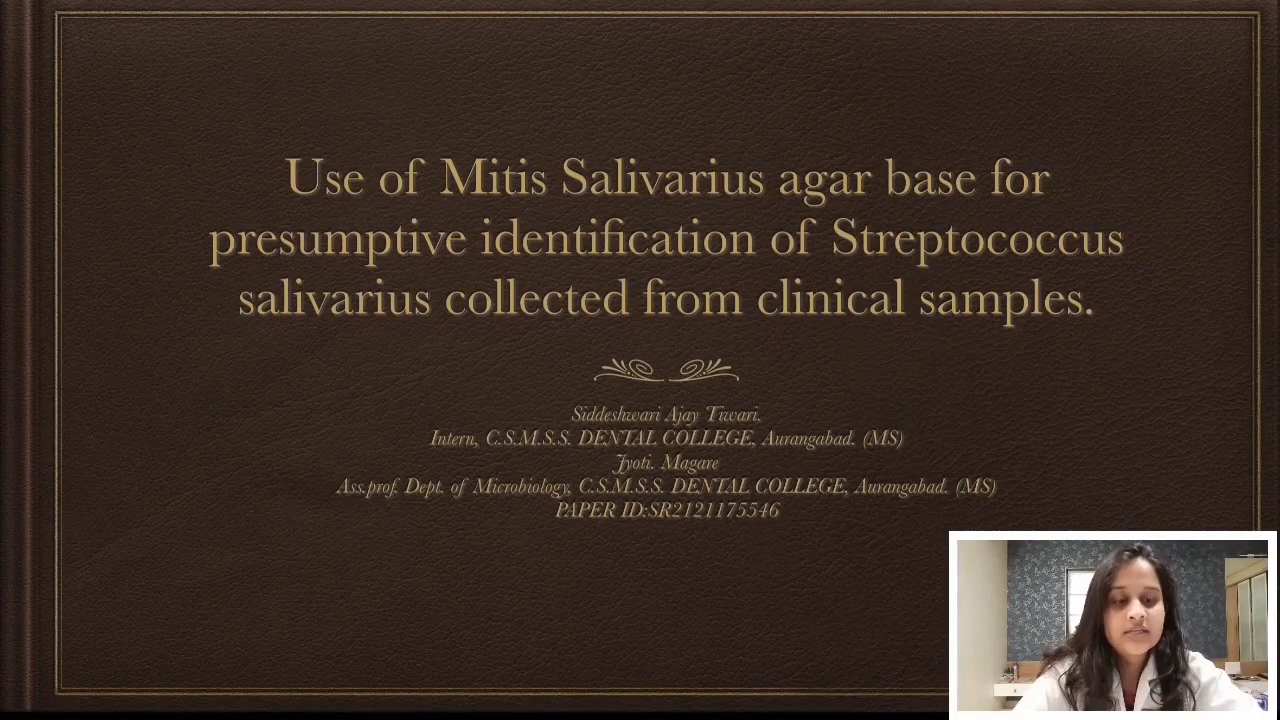 Use of Mitis Salivarius agar base for
presumptive identification of Streptococcus
salivarius collected from clinical samples.
Siddeshwari Ajay Tiwari.
Intern, C.S.M.S.S. DENTAL COLLEGE, Aurangabad. (MS)
Jyoti. Magare
Ass.prof. Dept. of Microbiology, C.S.M.S.S. DENTAL COLLEGE, Aurangabad. (MS)
PAPER ID:SR2121175546